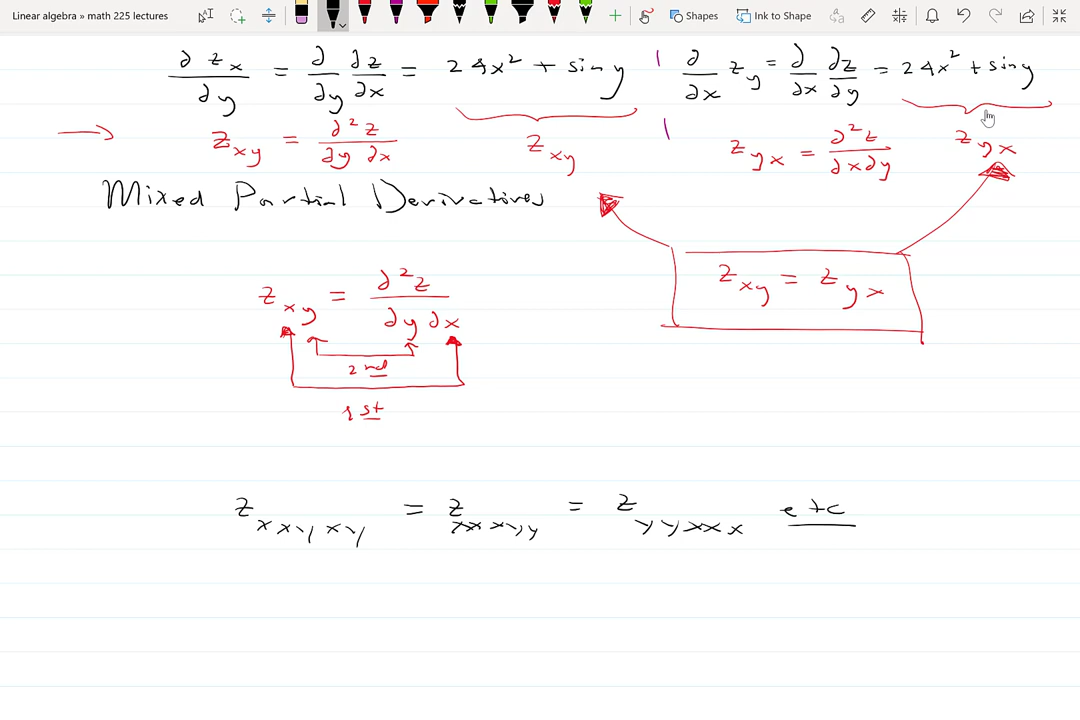 Linear algebra » math 225 lectures Shapes Ink to Shape
∂ z_x / ∂y = ∂/∂y ∂z/∂x = 24x² + sin y | ∂/∂x z_y = ∂/∂x ∂z/∂y = 24x² + sin y
→ z_xy = ∂²z / ∂y ∂x z_xy | z_yx = ∂²z / ∂x∂y z_yx
Mixed Partial Derivatives
z_xy = ∂²z / ∂y ∂x
z_xy = z_yx
2nd
1st
z_xxyxy = z_xxxyy = z_yyxxx etc